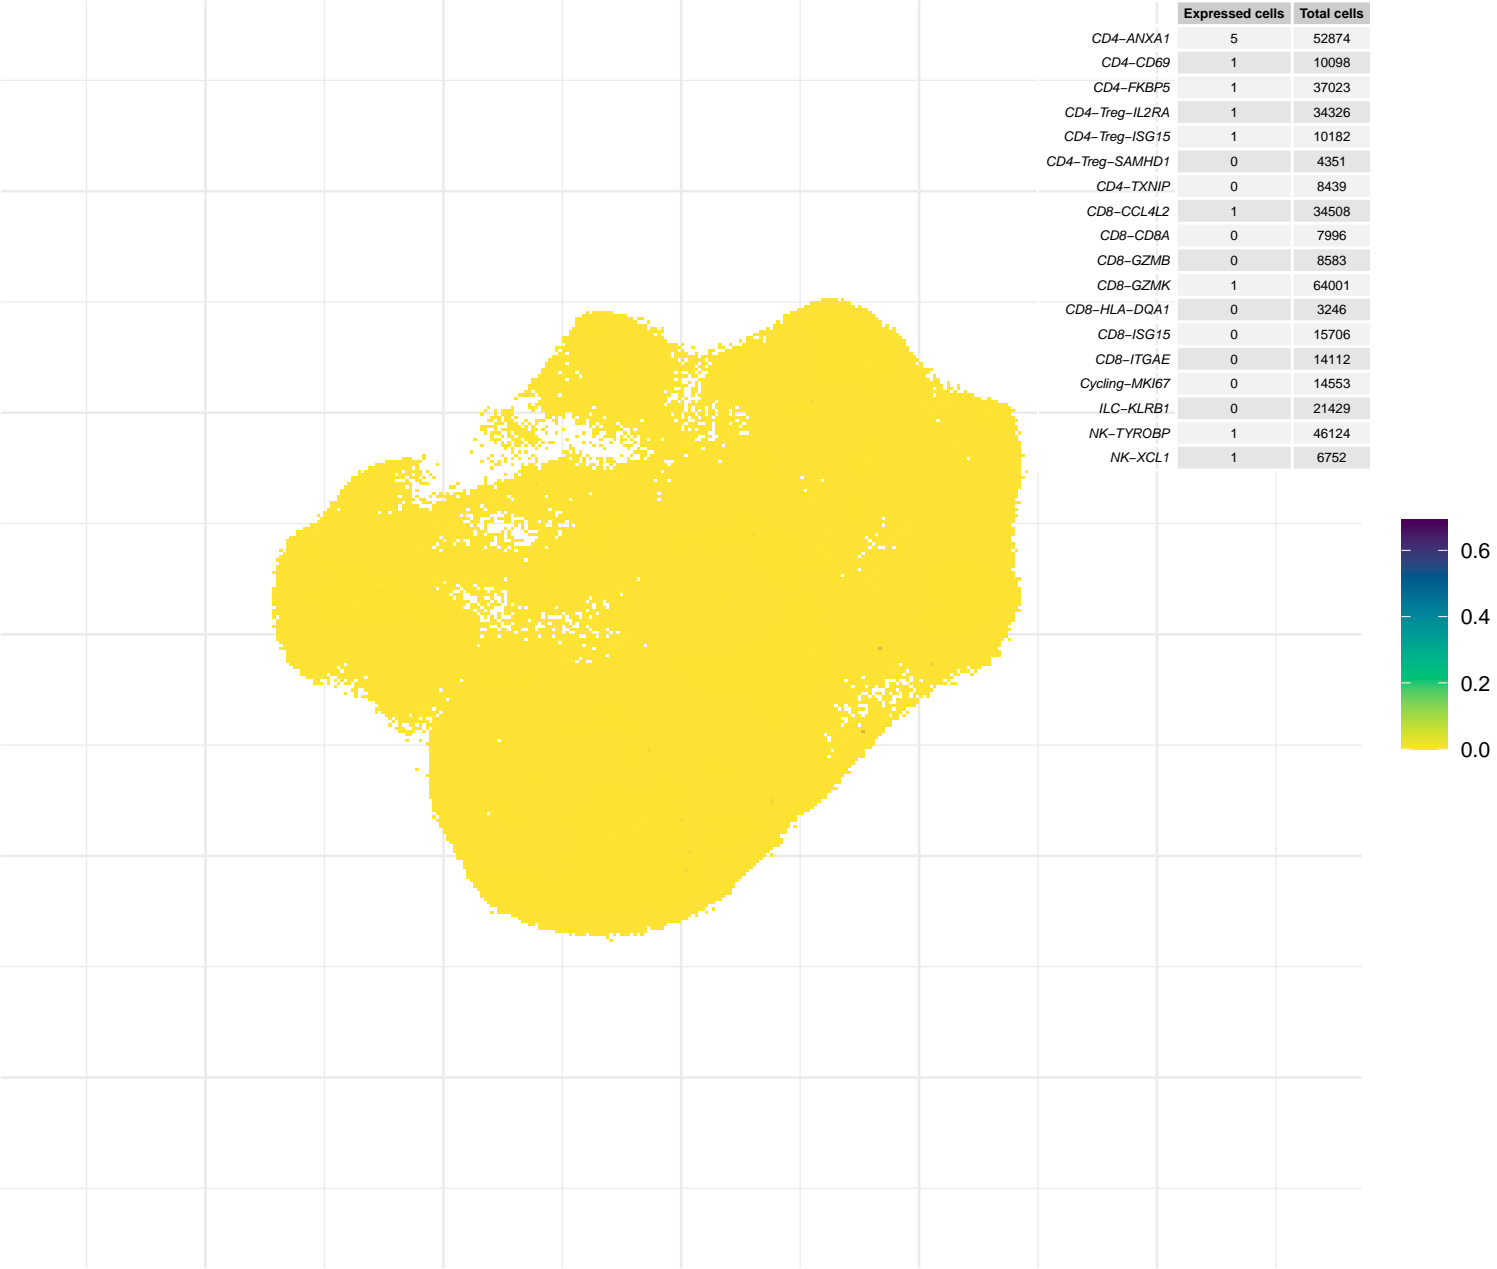 Expressed cells Total cells
CD4−ANXA1 5 52874
CD4−CD69 1 10098
CD4−FKBP5 1 37023
CD4−Treg−IL2RA 1 34326
CD4−Treg−ISG15 1 10182
CD4−Treg−SAMHD1 0 4351
CD4−TXNIP 0 8439
CD8−CCL4L2 1 34508
CD8−CD8A 0 7996
CD8−GZMB 0 8583
CD8−GZMK 1 64001
CD8−HLA−DQA1 0 3246
CD8−ISG15 0 15706
CD8−ITGAE 0 14112
Cycling−MKI67 0 14553
ILC−KLRB1 0 21429
NK−TYROBP 1 46124
NK−XCL1 1 6752
0.6
0.4
0.2
0.0